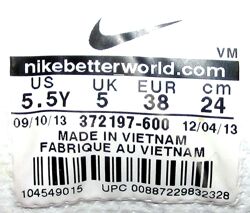 VM
nikebetterworld.com
US UK EUR cm
5.5Y 5 38 24
09/10/13 372197-600 12/04/13
MADE IN VIETNAM
FABRIQUE AU VIETNAM
104549015 UPC 00887229832328